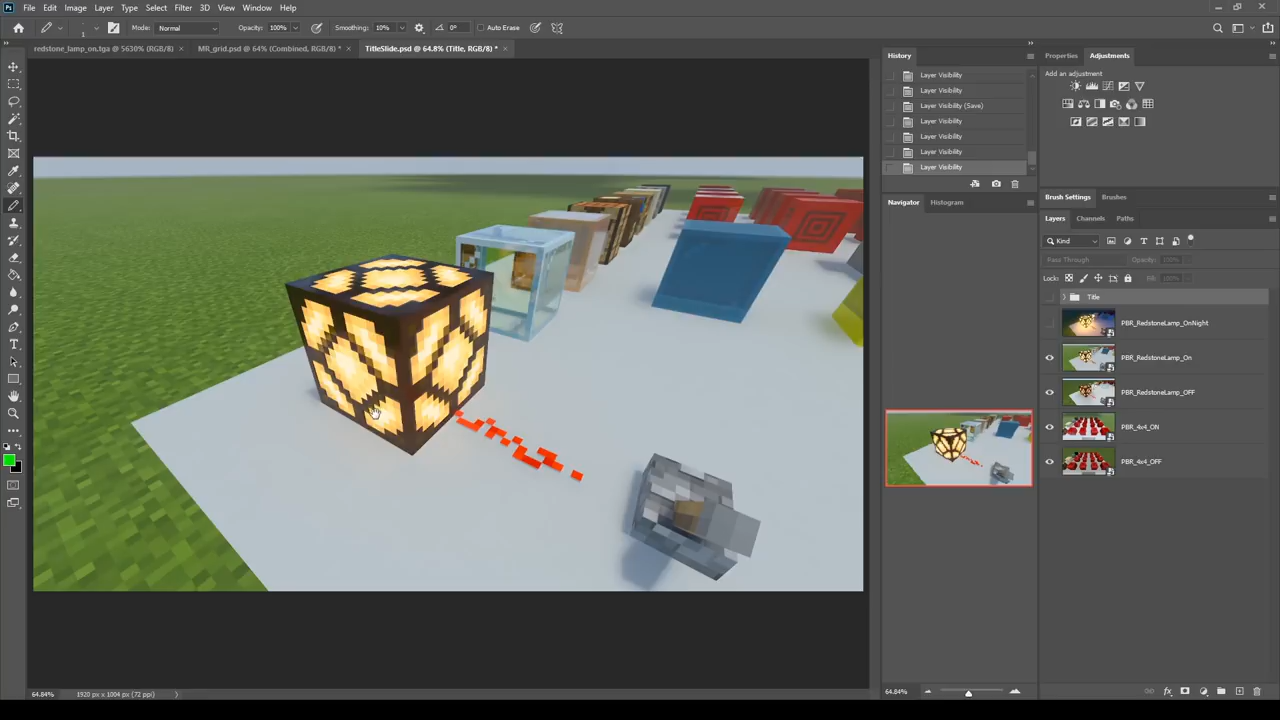 File Edit Image Layer Type Select Filter 3D View Window Help
1 Mode: Normal Opacity: 100% Smoothing: 10% 0° Auto Erase
redstone_lamp_on.tga @ 5630% (RGB/8) × MR_grid.psd @ 64% (Combined, RGB/8) * × TitleSlide.psd @ 64.8% (Title, RGB/8) * ×
History
Layer Visibility
Layer Visibility
Layer Visibility (Save)
Layer Visibility
Layer Visibility
Layer Visibility
Layer Visibility
Navigator Histogram
64.84%
Properties Adjustments
Add an adjustment
Brush Settings Brushes
Layers Channels Paths
Kind
Pass Through Opacity: 100%
Lock: Fill: 100%
Title
PBR_RedstoneLamp_OnNight
PBR_RedstoneLamp_On
PBR_RedstoneLamp_OFF
PBR_4x4_ON
PBR_4x4_OFF
64.84% 1920 px x 1004 px (72 ppi)